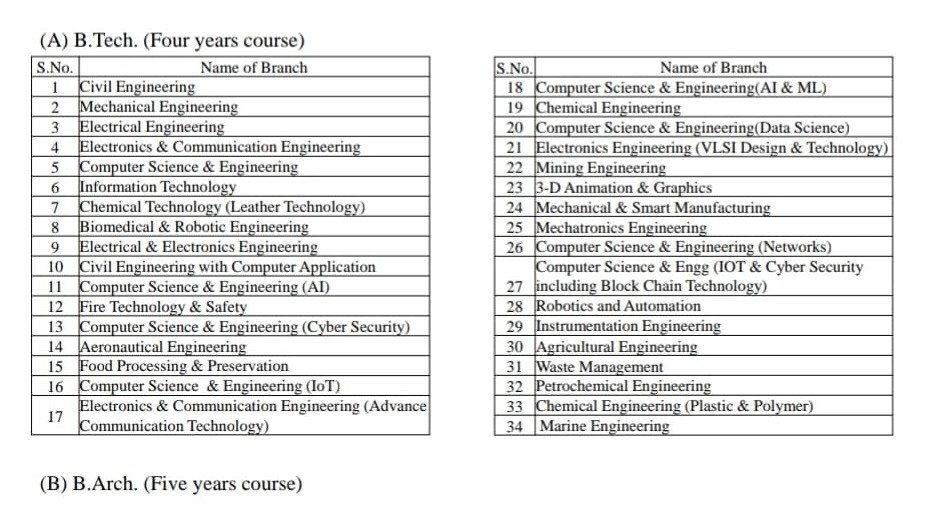 (A) B.Tech. (Four years course)
S.No. Name of Branch
1 Civil Engineering
2 Mechanical Engineering
3 Electrical Engineering
4 Electronics & Communication Engineering
5 Computer Science & Engineering
6 Information Technology
7 Chemical Technology (Leather Technology)
8 Biomedical & Robotic Engineering
9 Electrical & Electronics Engineering
10 Civil Engineering with Computer Application
11 Computer Science & Engineering (AI)
12 Fire Technology & Safety
13 Computer Science & Engineering (Cyber Security)
14 Aeronautical Engineering
15 Food Processing & Preservation
16 Computer Science & Engineering (IoT)
17 Electronics & Communication Engineering (Advance
Communication Technology)
S.No. Name of Branch
18 Computer Science & Engineering(AI & ML)
19 Chemical Engineering
20 Computer Science & Engineering(Data Science)
21 Electronics Engineering (VLSI Design & Technology)
22 Mining Engineering
23 3-D Animation & Graphics
24 Mechanical & Smart Manufacturing
25 Mechatronics Engineering
26 Computer Science & Engineering (Networks)
Computer Science & Engg (IOT & Cyber Security
27 including Block Chain Technology)
28 Robotics and Automation
29 Instrumentation Engineering
30 Agricultural Engineering
31 Waste Management
32 Petrochemical Engineering
33 Chemical Engineering (Plastic & Polymer)
34 Marine Engineering
(B) B.Arch. (Five years course)